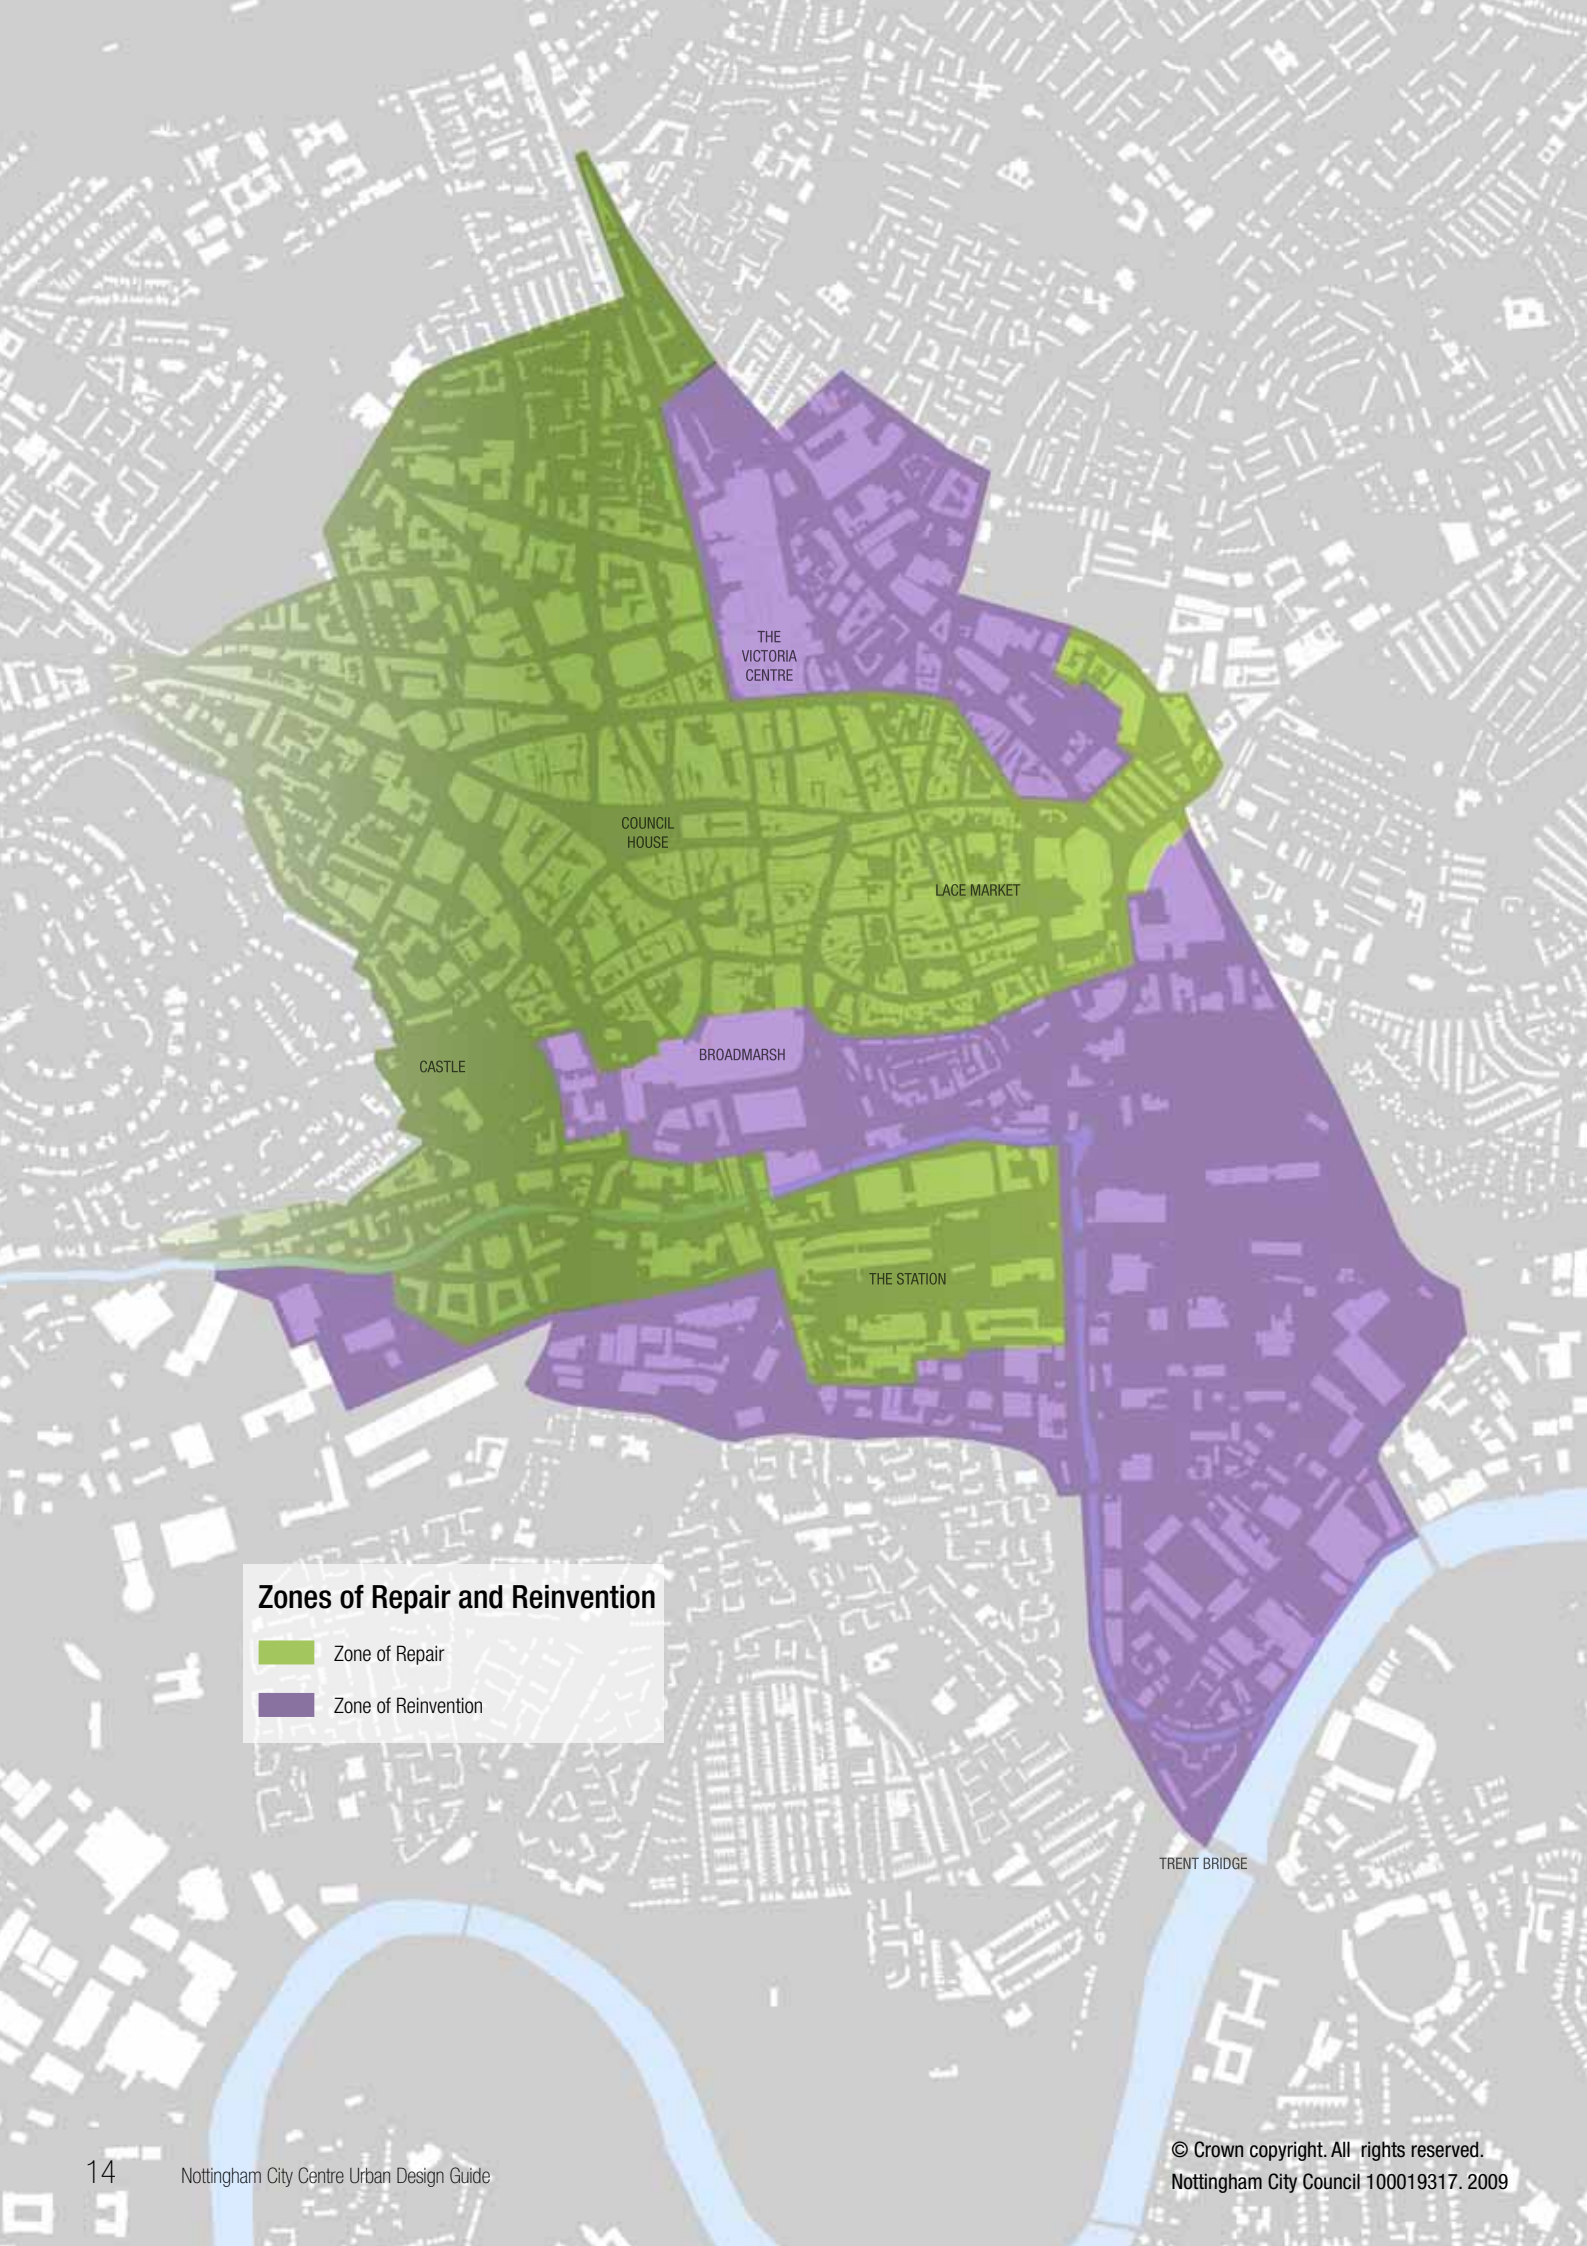 THE
VICTORIA
CENTRE
COUNCIL
HOUSE
LACE MARKET
BROADMARSH
CASTLE
THE STATION
Zones of Repair and Reinvention
Zone of Repair
Zone of Reinvention
TRENT BRIDGE
© Crown copyright. All rights reserved.
Nottingham City Council 100019317. 2009
14
Nottingham City Centre Urban Design Guide